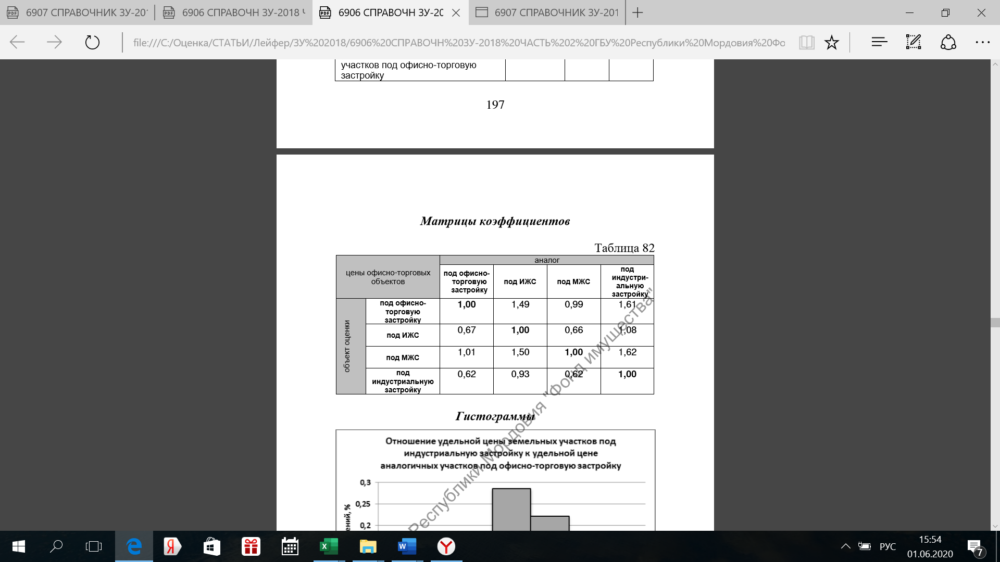 6907 СПРАВОЧНИК ЗУ-201
6906 СПРАВОЧН ЗУ-2018 Ч
6906 СПРАВОЧН ЗУ-20
6907 СПРАВОЧНИК ЗУ-201
file:///C:/Оценка/СТАТЬИ/Лейфер/ЗУ%202018/6906%20СПРАВОЧН%20ЗУ-2018%20ЧАСТЬ%202%20ГБУ%20Республики%20Мордовия%20Фо
участков под офисно-торговую
застройку
197
Матрицы коэффициентов
Таблица 82
цены офисно-торговых
объектов
аналог
под офисно-
торговую
застройку
под ИЖС
под МЖС
под
индустри-
альную
застройку
объект оценки
под офисно-
торговую
застройку
1,00 1,49 0,99 1,61
под ИЖС
0,67 1,00 0,66 1,08
под МЖС
1,01 1,50 1,00 1,62
под
индустриальную
застройку
0,62 0,93 0,62 1,00
Республики Мордовия "Фонд имущества"
Гистограммы
Отношение удельной цены земельных участков под
индустриальную застройку к удельной цене
аналогичных участков под офисно-торговую застройку
0,3
0,25
0,2
ений, %
РУС
15:54
01.06.2020
7